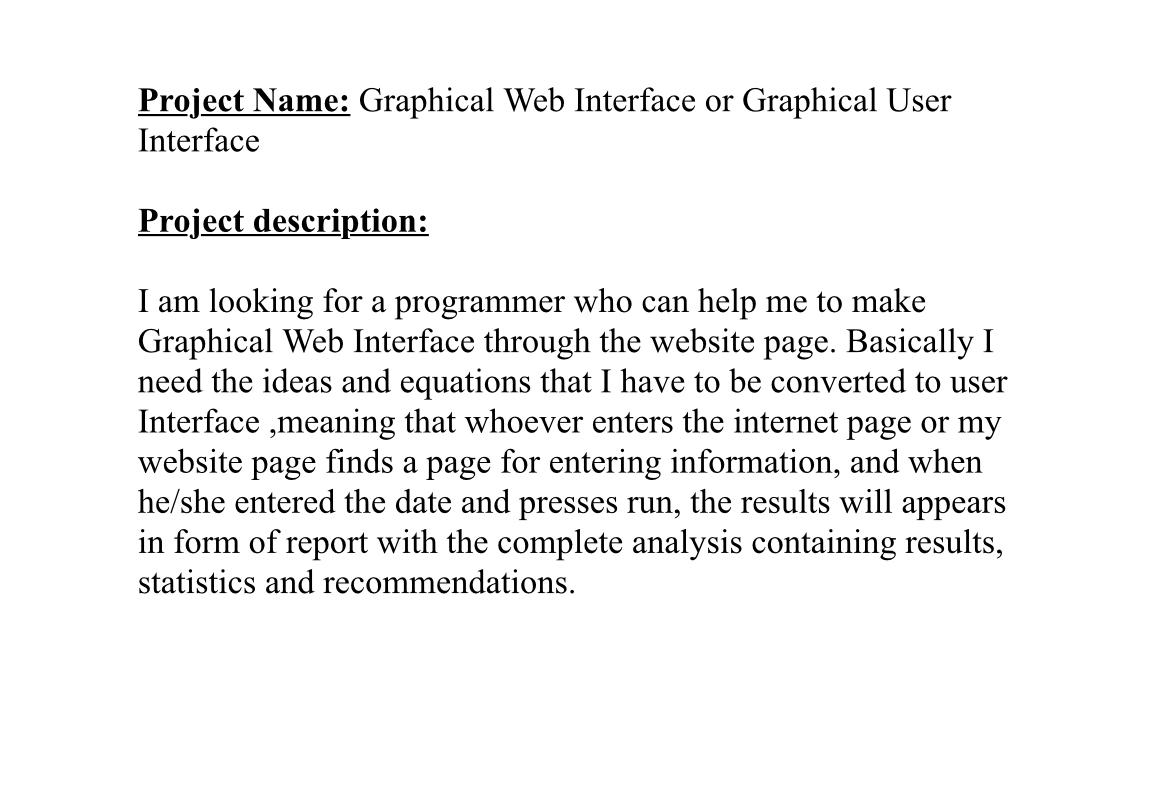 Project Name: Graphical Web Interface or Graphical User
Interface
Project description:
I am looking for a programmer who can help me to make
Graphical Web Interface through the website page. Basically I
need the ideas and equations that I have to be converted to user
Interface ,meaning that whoever enters the internet page or my
website page finds a page for entering information, and when
he/she entered the date and presses run, the results will appears
in form of report with the complete analysis containing results,
statistics and recommendations.